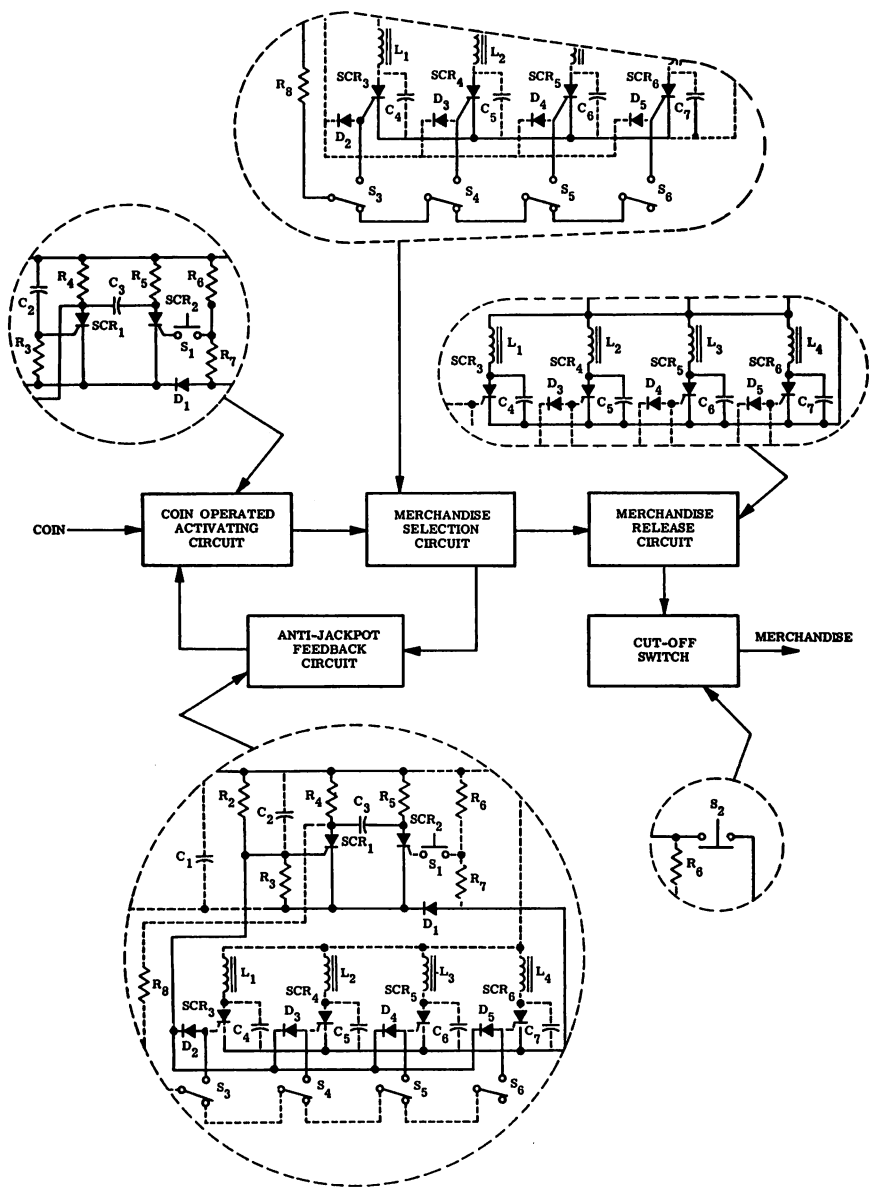 L1
L2
R8
SCR3
SCR4
SCR5
SCR6
D2
D3
D4
D5
C4
C5
C6
C7
S3
S4
S5
S6
R4
R5
R6
C2
C3
SCR2
SCR1
S1
R3
R7
D1
L1
L2
L3
L4
SCR3
SCR4
SCR5
SCR6
D3
D4
D5
C4
C5
C6
C7
COIN
COIN OPERATED
ACTIVATING
CIRCUIT
MERCHANDISE
SELECTION
CIRCUIT
MERCHANDISE
RELEASE
CIRCUIT
ANTI-JACKPOT
FEEDBACK
CIRCUIT
CUT-OFF
SWITCH
MERCHANDISE
R2
C2
R4
C3
R5
R6
SCR2
SCR1
S1
C1
R3
R7
D1
R8
L1
L2
L3
L4
SCR3
SCR4
SCR5
SCR6
D2
D3
D4
D5
C4
C5
C6
C7
S3
S4
S5
S6
S2
R6